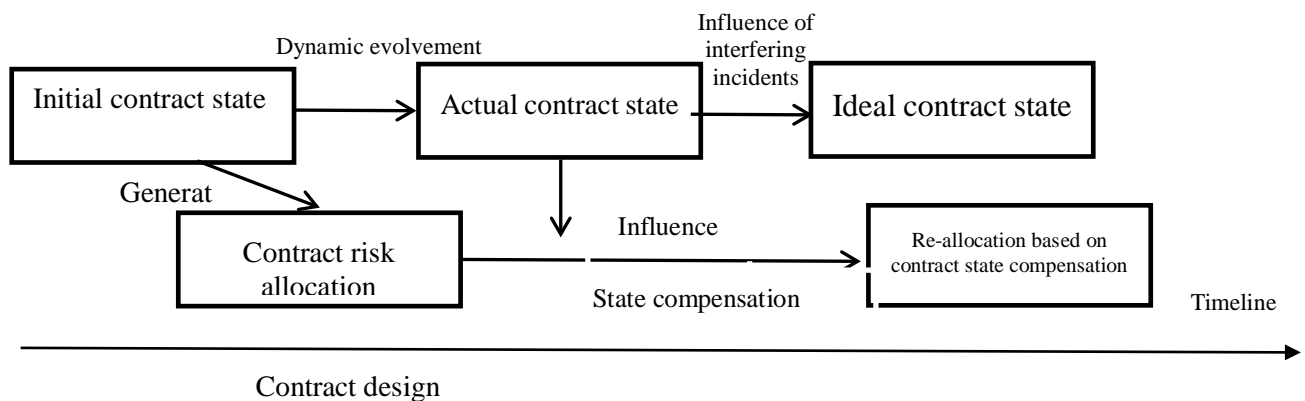 Dynamic evolvement
Influence of
interfering
incidents
Initial contract state
Actual contract state
Ideal contract state
Generat
Contract risk
allocation
Influence
State compensation
Re-allocation based on
contract state compensation
Timeline
Contract design